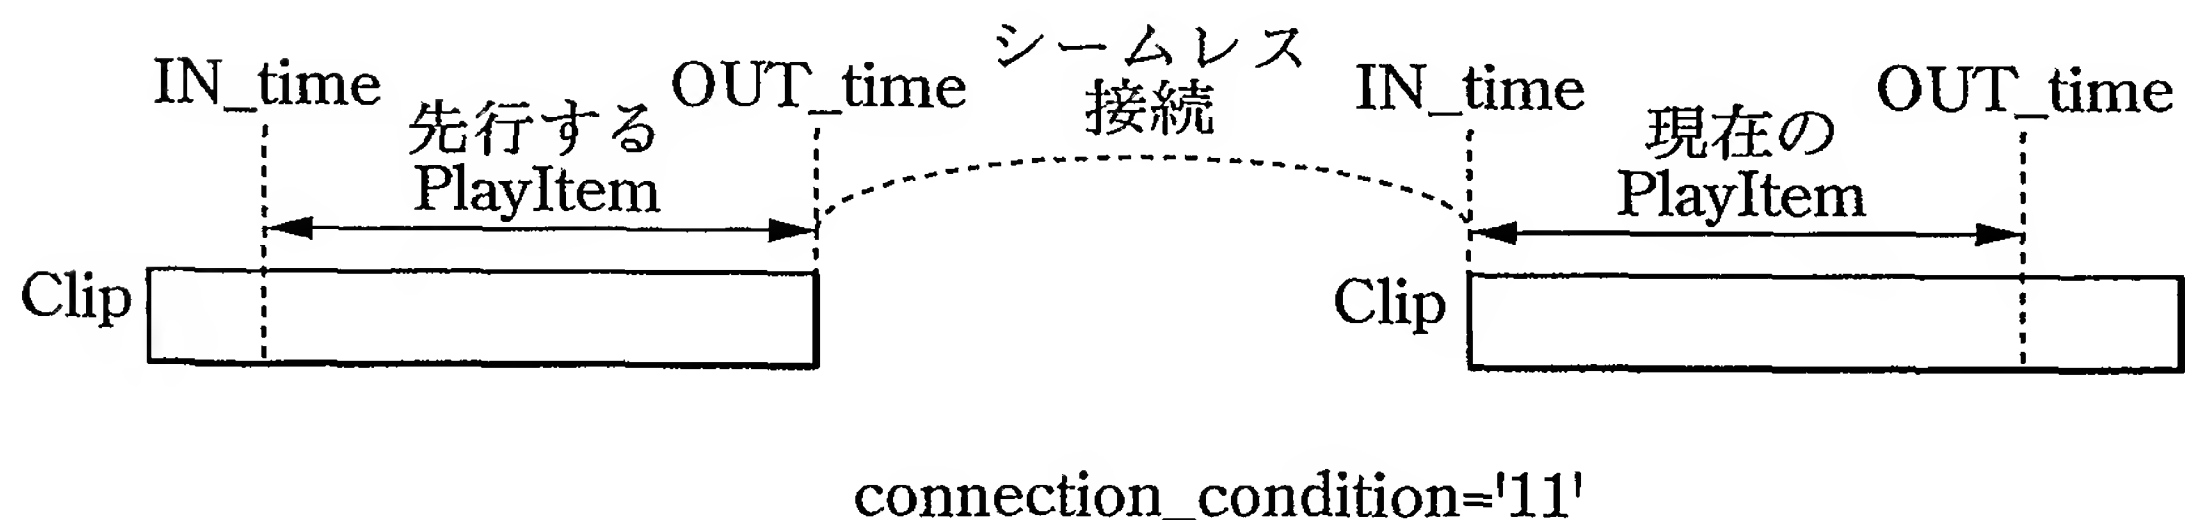 シームレス
接続
IN_time
先行する
PlayItem
OUT_time
IN_time
現在の
PlayItem
OUT_time
Clip
Clip
connection_condition='11'